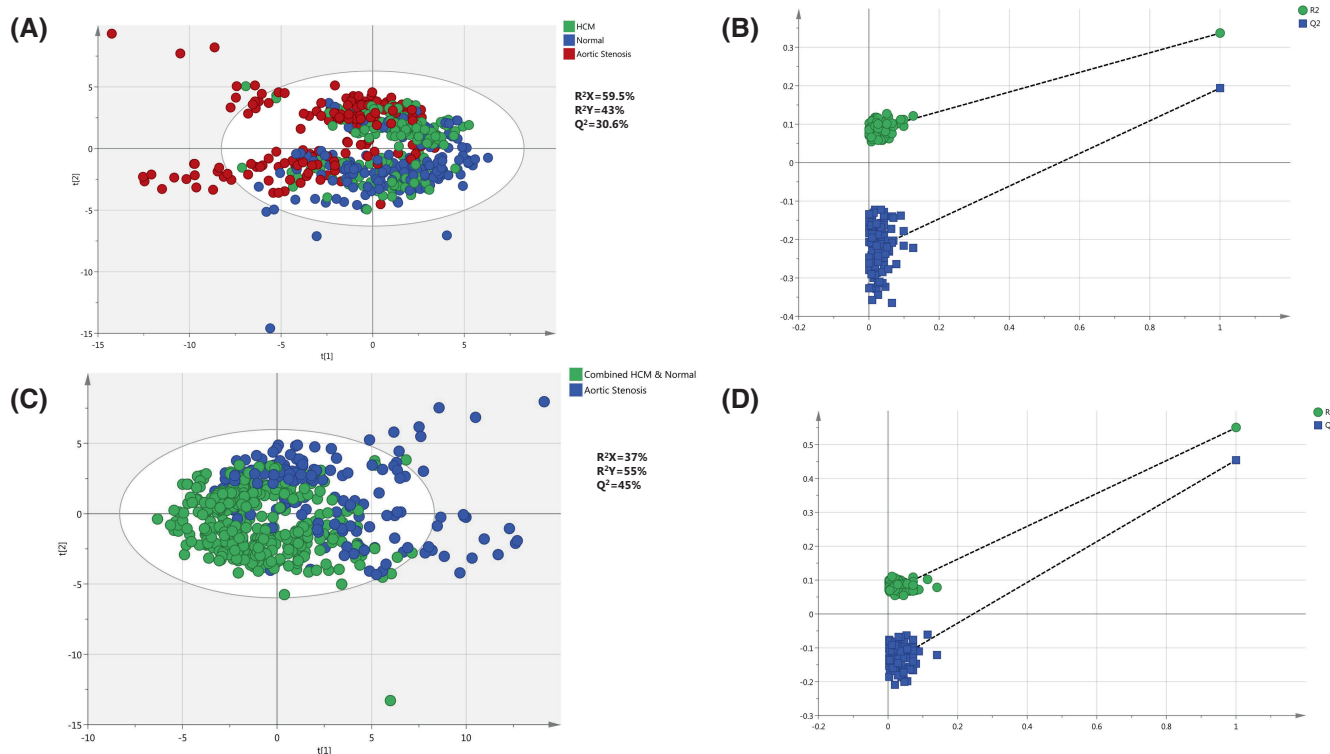 (A)
HCM
Normal
Aortic Stenosis
R²X=59.5%
R²Y=43%
Q²=30.6%
5
0
-5
-10
-15
t[2]
-15
-10
-5
0
5
t[1]
(B)
R2
Q2
0.3
0.2
0.1
0
-0.1
-0.2
-0.3
-0.4
-0.2
0
0.2
0.4
0.6
0.8
1
(C)
Combined HCM & Normal
Aortic Stenosis
R²X=37%
R²Y=55%
Q²=45%
5
0
-5
-10
-15
t[2]
-10
-5
0
5
10
15
t[1]
(D)
R
Q
0.5
0.4
0.3
0.2
0.1
0
-0.1
-0.2
-0.3
-0.2
0
0.2
0.4
0.6
0.8
1